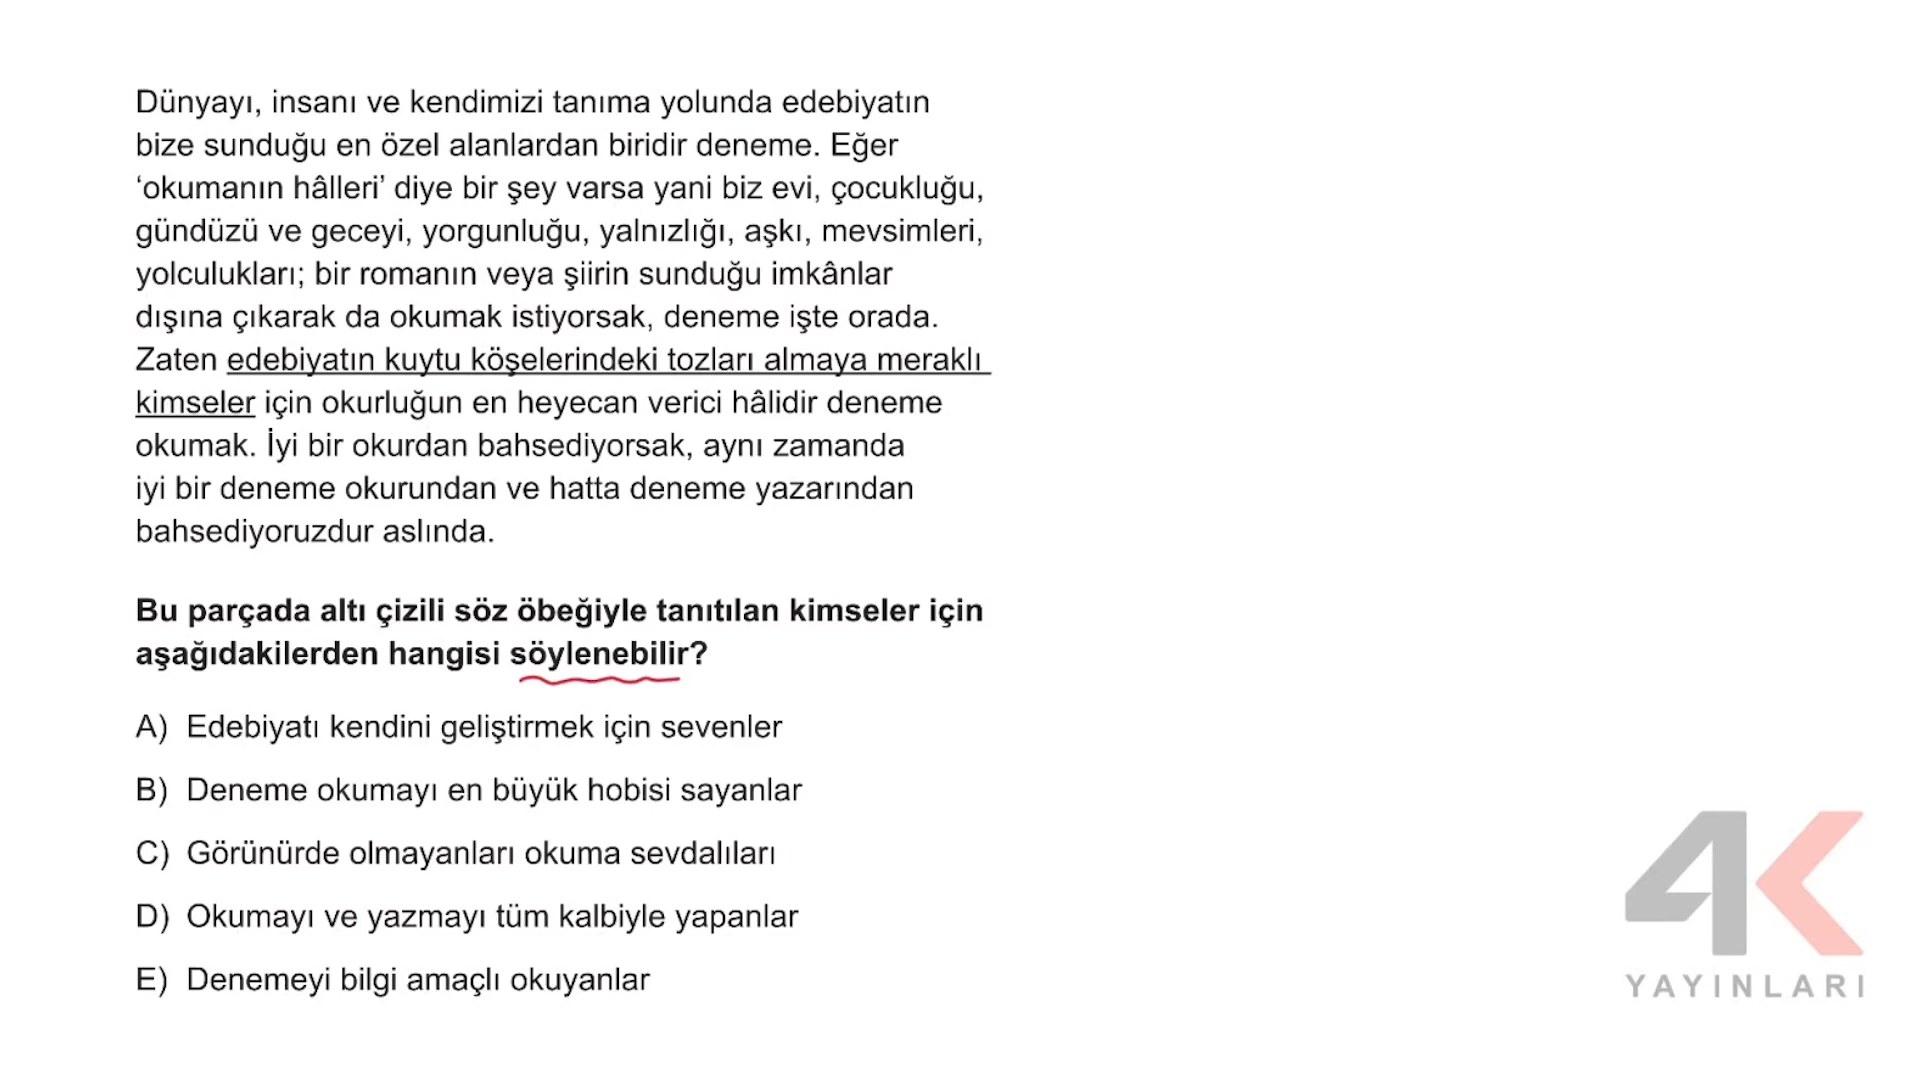 Dünyayı, insanı ve kendimizi tanıma yolunda edebiyatın
bize sunduğu en özel alanlardan biridir deneme. Eğer
‘okumanın hâlleri’ diye bir şey varsa yani biz evi, çocukluğu,
gündüzü ve geceyi, yorgunluğu, yalnızlığı, aşkı, mevsimleri,
yolculukları; bir romanın veya şiirin sunduğu imkânlar
dışına çıkarak da okumak istiyorsak, deneme işte orada.
Zaten edebiyatın kuytu köşelerindeki tozları almaya meraklı
kimseler için okurluğun en heyecan verici hâlidir deneme
okumak. İyi bir okurdan bahsediyorsak, aynı zamanda
iyi bir deneme okurundan ve hatta deneme yazarından
bahsediyoruzdur aslında.
Bu parçada altı çizili söz öbeğiyle tanıtılan kimseler için
aşağıdakilerden hangisi söylenebilir?
A) Edebiyatı kendini geliştirmek için sevenler
B) Deneme okumayı en büyük hobisi sayanlar
C) Görünürde olmayanları okuma sevdalıları
D) Okumayı ve yazmayı tüm kalbiyle yapanlar
E) Denemeyi bilgi amaçlı okuyanlar
4K
YAYINLARI